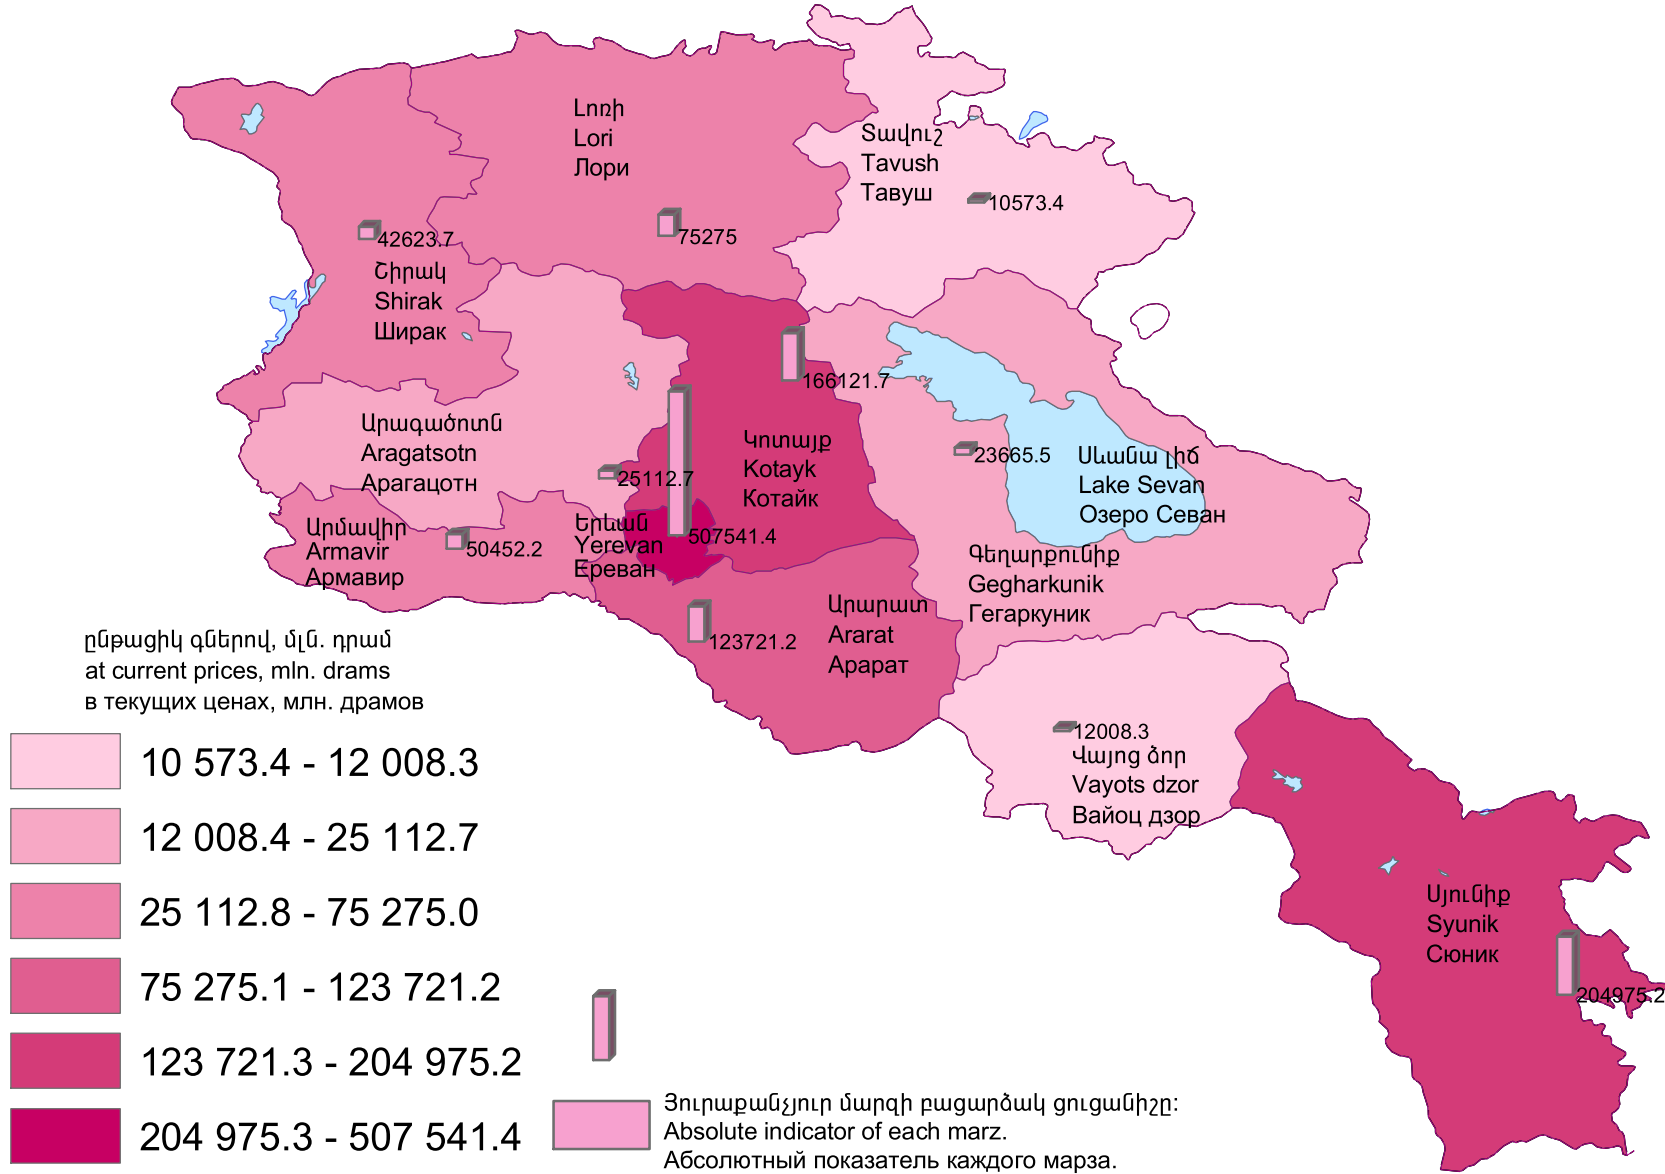 Լոռի
Lori
Лори
75275
Տավուշ
Tavush
Тавуш
10573.4
42623.7
Շիրակ
Shirak
Ширак
166121.7
Արագածոտն
Aragatsotn
Арагацотн
25112.7
Կոտայք
Kotayk
Котайк
23665.5
Սևանա լիճ
Lake Sevan
Озеро Севан
Արմավիր
Armavir
Армавир
50452.2
Երևան
Yerevan
Ереван
507541.4
Գեղարքունիք
Gegharkunik
Гегаркуник
123721.2
Արարատ
Ararat
Арарат
12008.3
Վայոց ձոր
Vayots dzor
Вайоц дзор
Սյունիք
Syunik
Сюник
204975.2
ընթացիկ գներով, մլն. դրամ
at current prices, mln. drams
в текущих ценах, млн. драмов
10 573.4 - 12 008.3
12 008.4 - 25 112.7
25 112.8 - 75 275.0
75 275.1 - 123 721.2
123 721.3 - 204 975.2
204 975.3 - 507 541.4
Յուրաքանչյուր մարզի բացարձակ ցուցանիշը:
Absolute indicator of each marz.
Абсолютный показатель каждого марза.